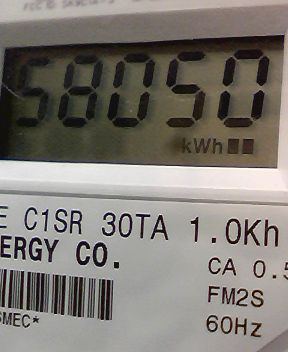 58050
kWh
E C1SR 30TA 1.0Kh
ERGY CO.
CA 0.5
FM2S
SMEC*
60Hz